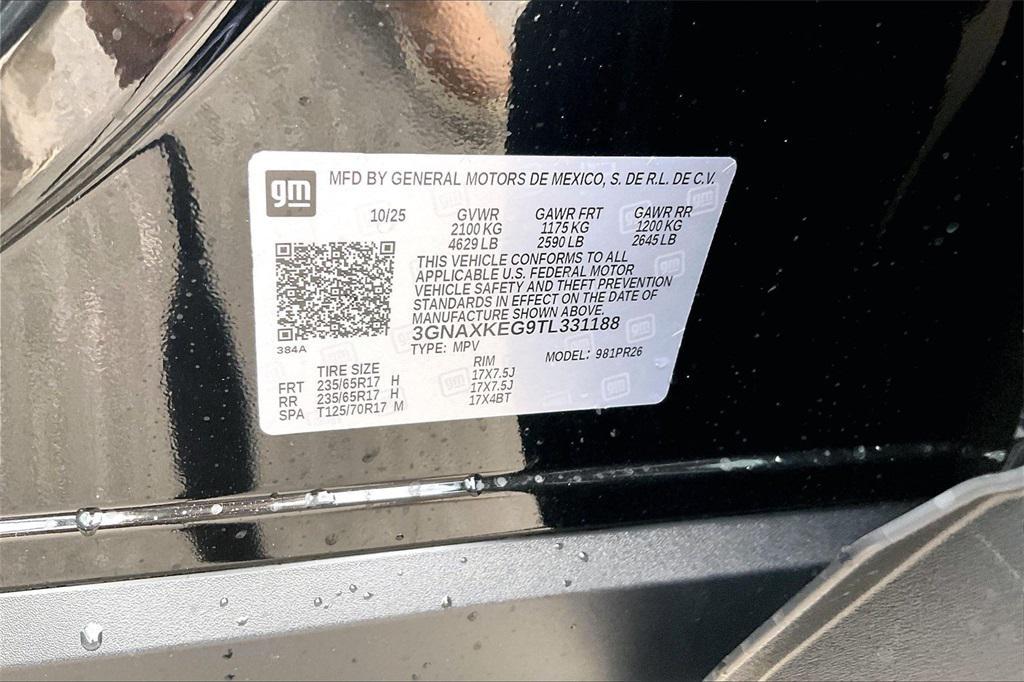 gm MFD BY GENERAL MOTORS DE MEXICO, S. DE R.L. DE C.V.
10/25 GVWR GAWR FRT GAWR RR
2100 KG 1175 KG 1200 KG
4629 LB 2590 LB 2645 LB
THIS VEHICLE CONFORMS TO ALL
APPLICABLE U.S. FEDERAL MOTOR
VEHICLE SAFETY AND THEFT PREVENTION
STANDARDS IN EFFECT ON THE DATE OF
MANUFACTURE SHOWN ABOVE.
3GNAXKEG9TL331188
384A TYPE: MPV MODEL: 981PR26
TIRE SIZE RIM
FRT 235/65R17 H 17X7.5J
RR 235/65R17 H 17X7.5J
SPA T125/70R17 M 17X4BT